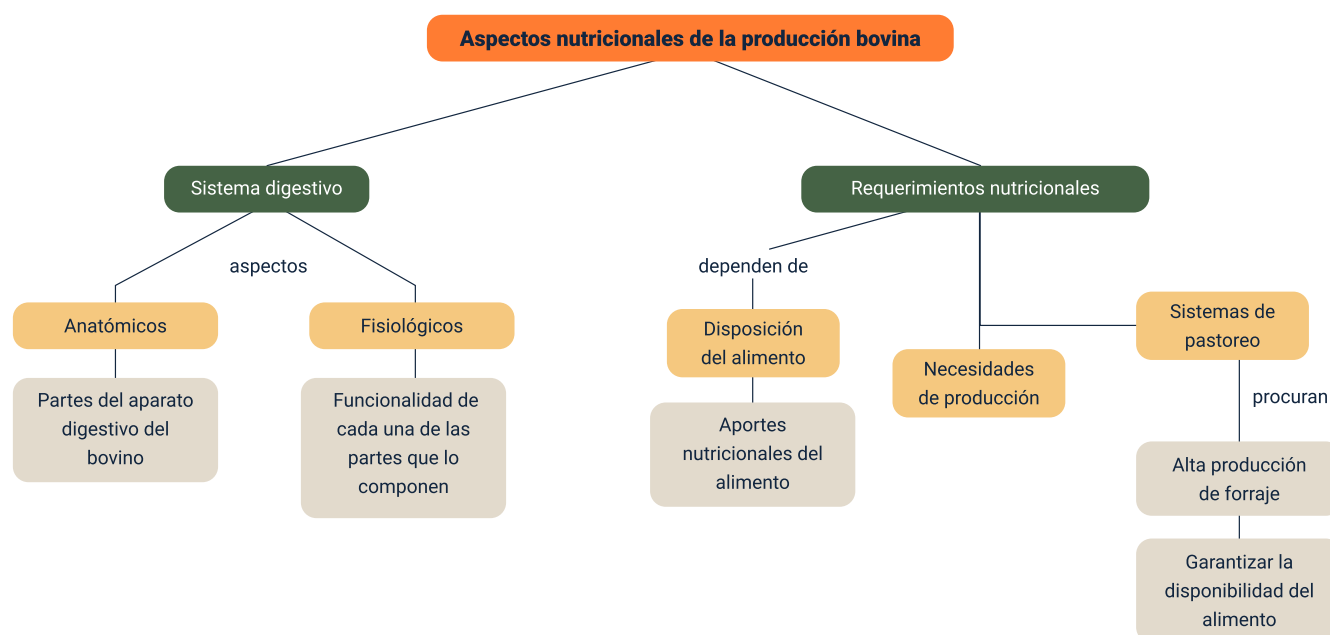 Aspectos nutricionales de la producción bovina
Sistema digestivo
Requerimientos nutricionales
aspectos
dependen de
Anatómicos
Fisiológicos
Disposición
del alimento
Necesidades
de producción
Sistemas de
pastoreo
Partes del aparato
digestivo del
bovino
Funcionalidad de
cada una de las
partes que lo
componen
Aportes
nutricionales del
alimento
procuran
Alta producción
de forraje
Garantizar la
disponibilidad del
alimento